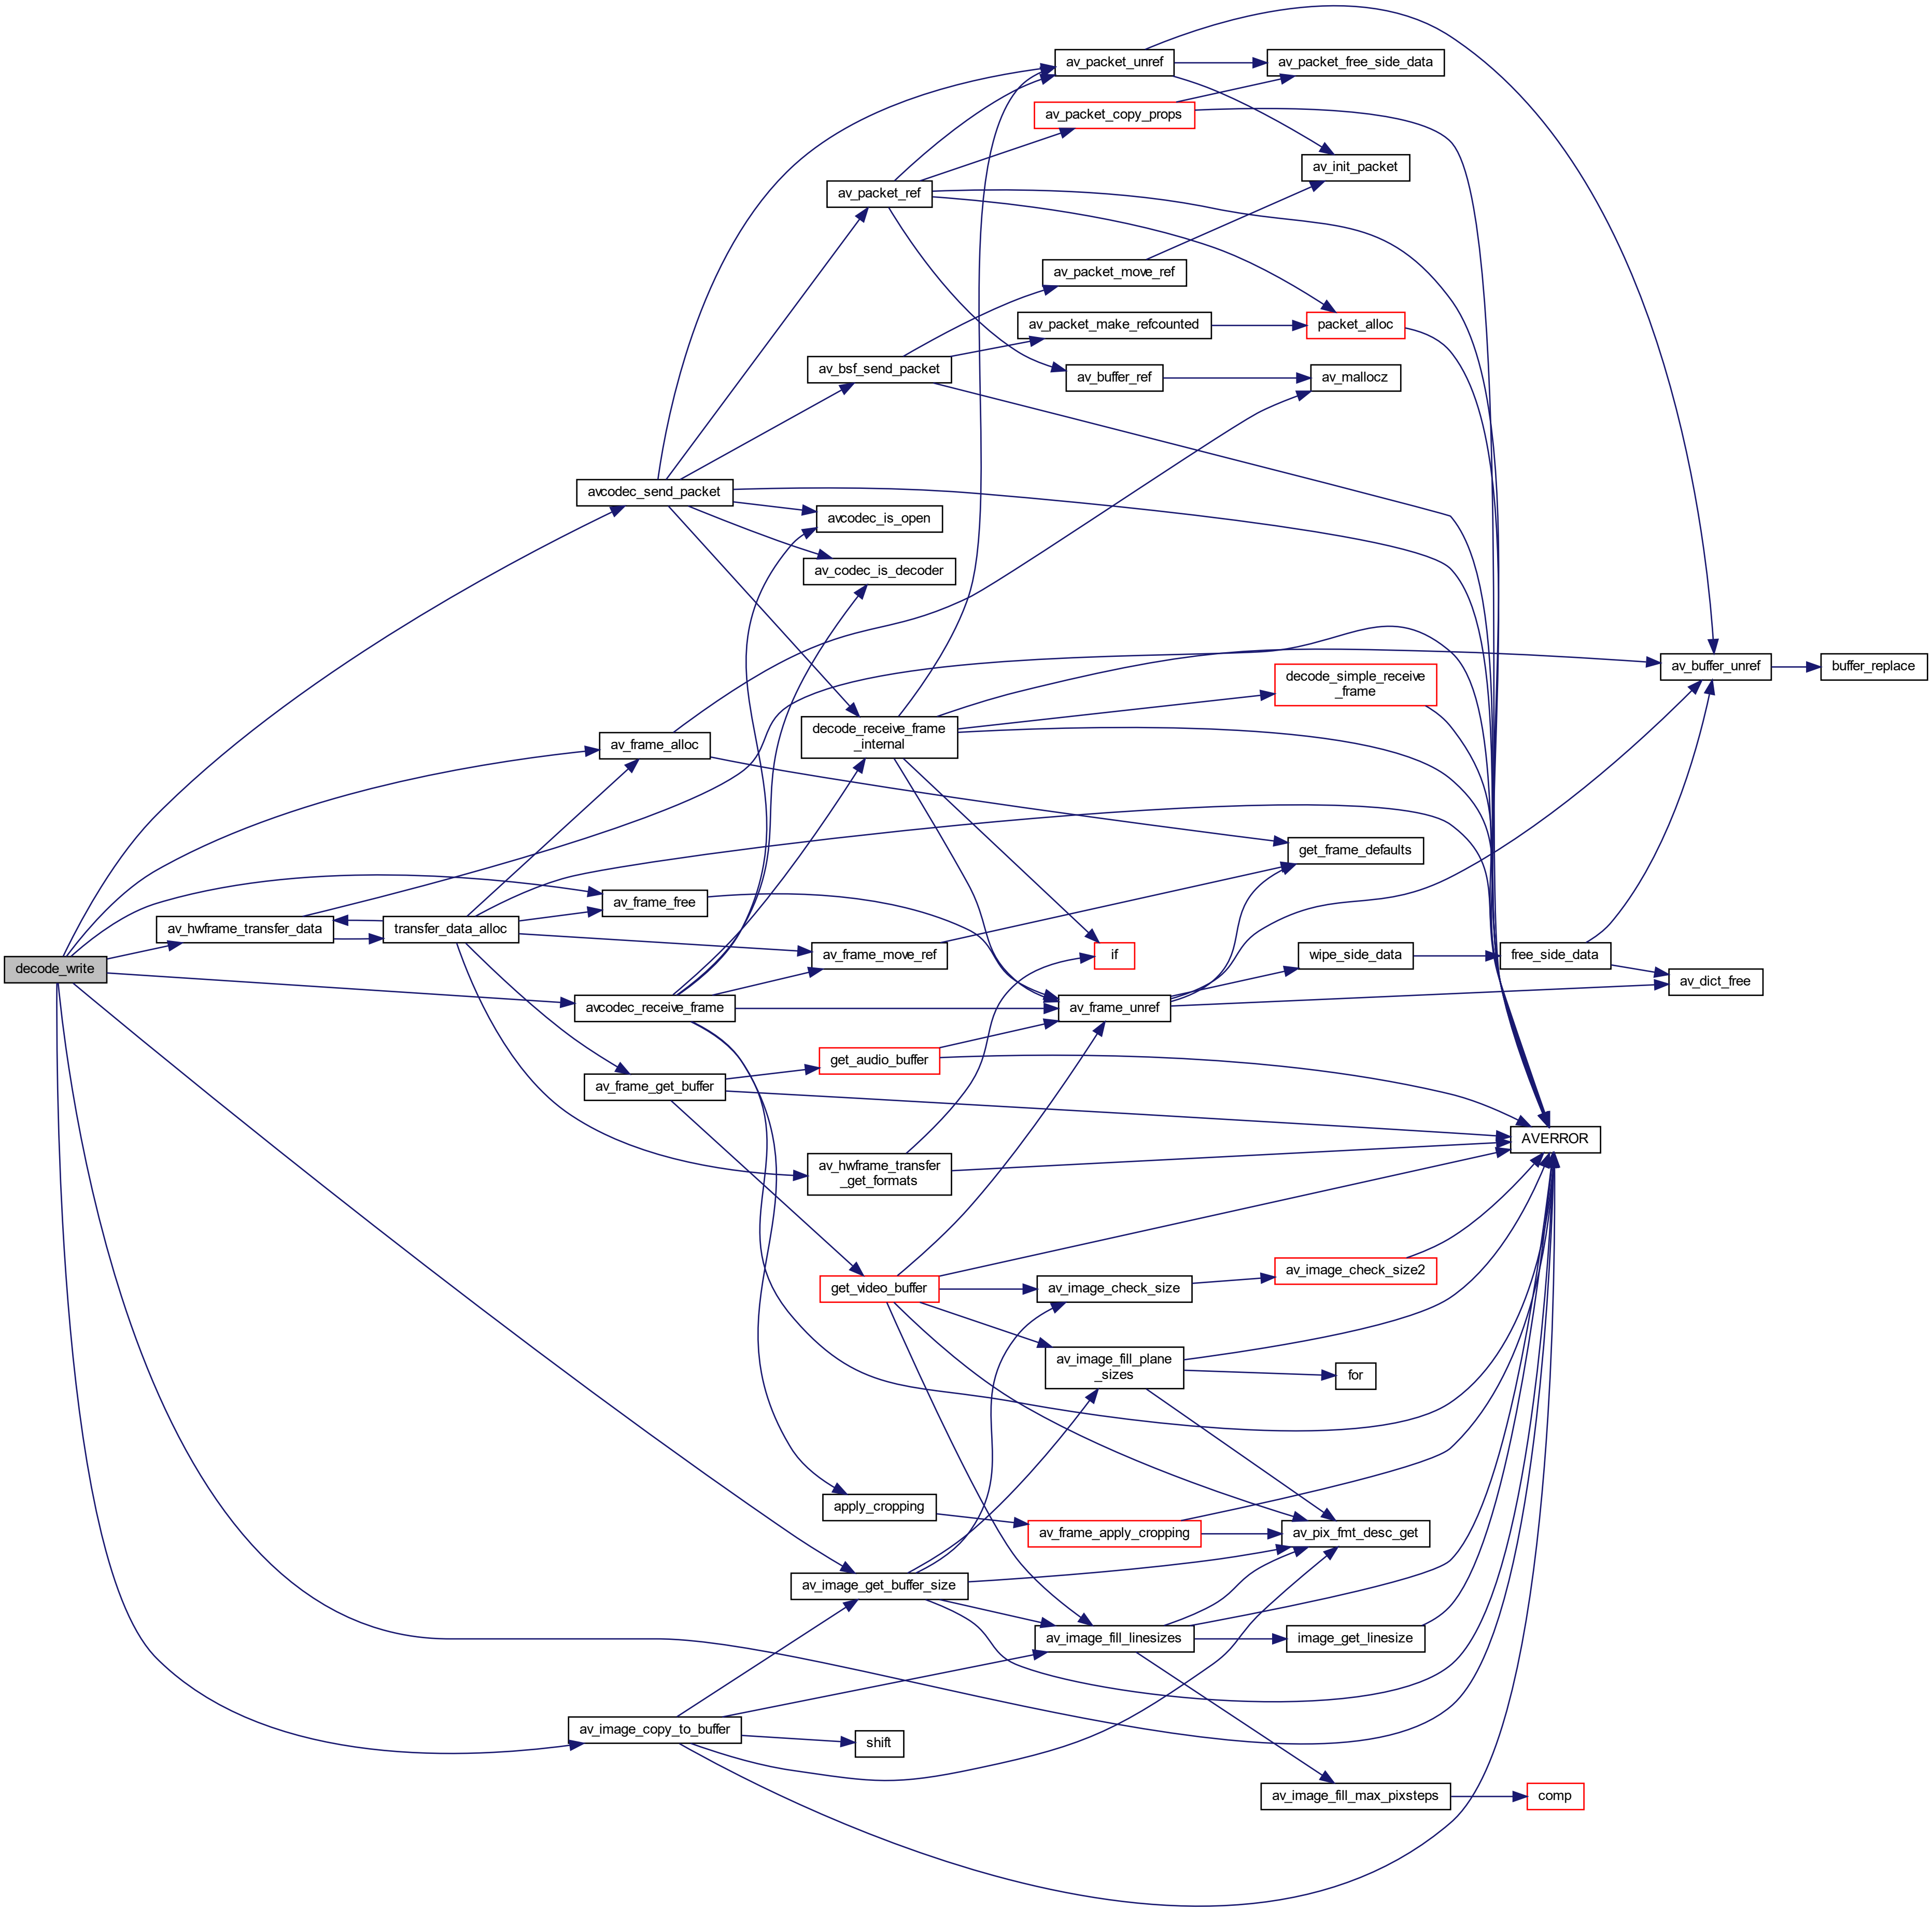 av_packet_unref
av_packet_free_side_data
av_packet_copy_props
av_init_packet
av_packet_ref
av_packet_move_ref
av_packet_make_refcounted
packet_alloc
av_bsf_send_packet
av_buffer_ref
av_mallocz
avcodec_send_packet
avcodec_is_open
av_codec_is_decoder
av_buffer_unref
buffer_replace
decode_simple_receive
_frame
decode_receive_frame
_internal
av_frame_alloc
get_frame_defaults
av_frame_free
av_hwframe_transfer_data
transfer_data_alloc
av_frame_move_ref
if
wipe_side_data
free_side_data
decode_write
av_dict_free
avcodec_receive_frame
av_frame_unref
get_audio_buffer
av_frame_get_buffer
AVERROR
av_hwframe_transfer
_get_formats
av_image_check_size2
get_video_buffer
av_image_check_size
av_image_fill_plane
_sizes
for
apply_cropping
av_frame_apply_cropping
av_pix_fmt_desc_get
av_image_get_buffer_size
av_image_fill_linesizes
image_get_linesize
av_image_copy_to_buffer
shift
av_image_fill_max_pixsteps
comp